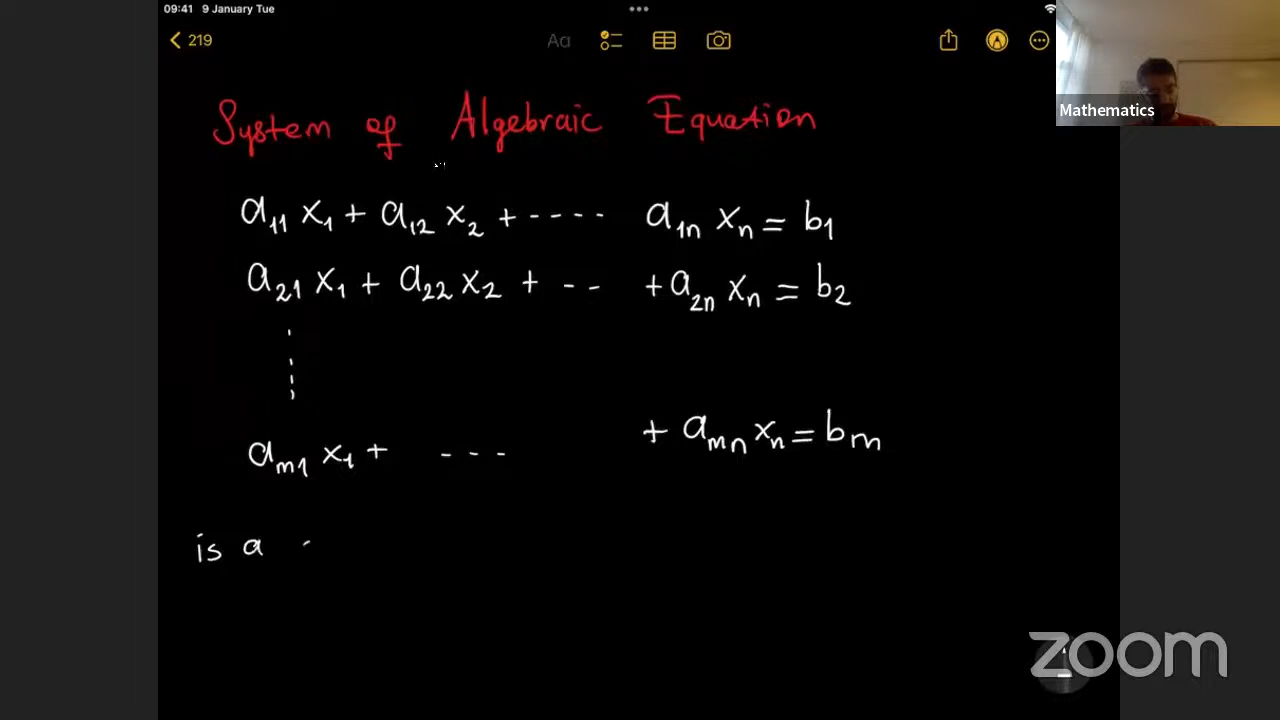 09:41 9 January Tue
219
Aa
Mathematics
System of Algebraic Equation
a₁₁ x₁ + a₁₂ x₂ + ---- a₁ₙ xₙ = b₁
a₂₁ x₁ + a₂₂ x₂ + -- + a₂ₙ xₙ = b₂
aₘ₁ x₁ + --- + aₘₙ xₙ = bₘ
is a
zoom